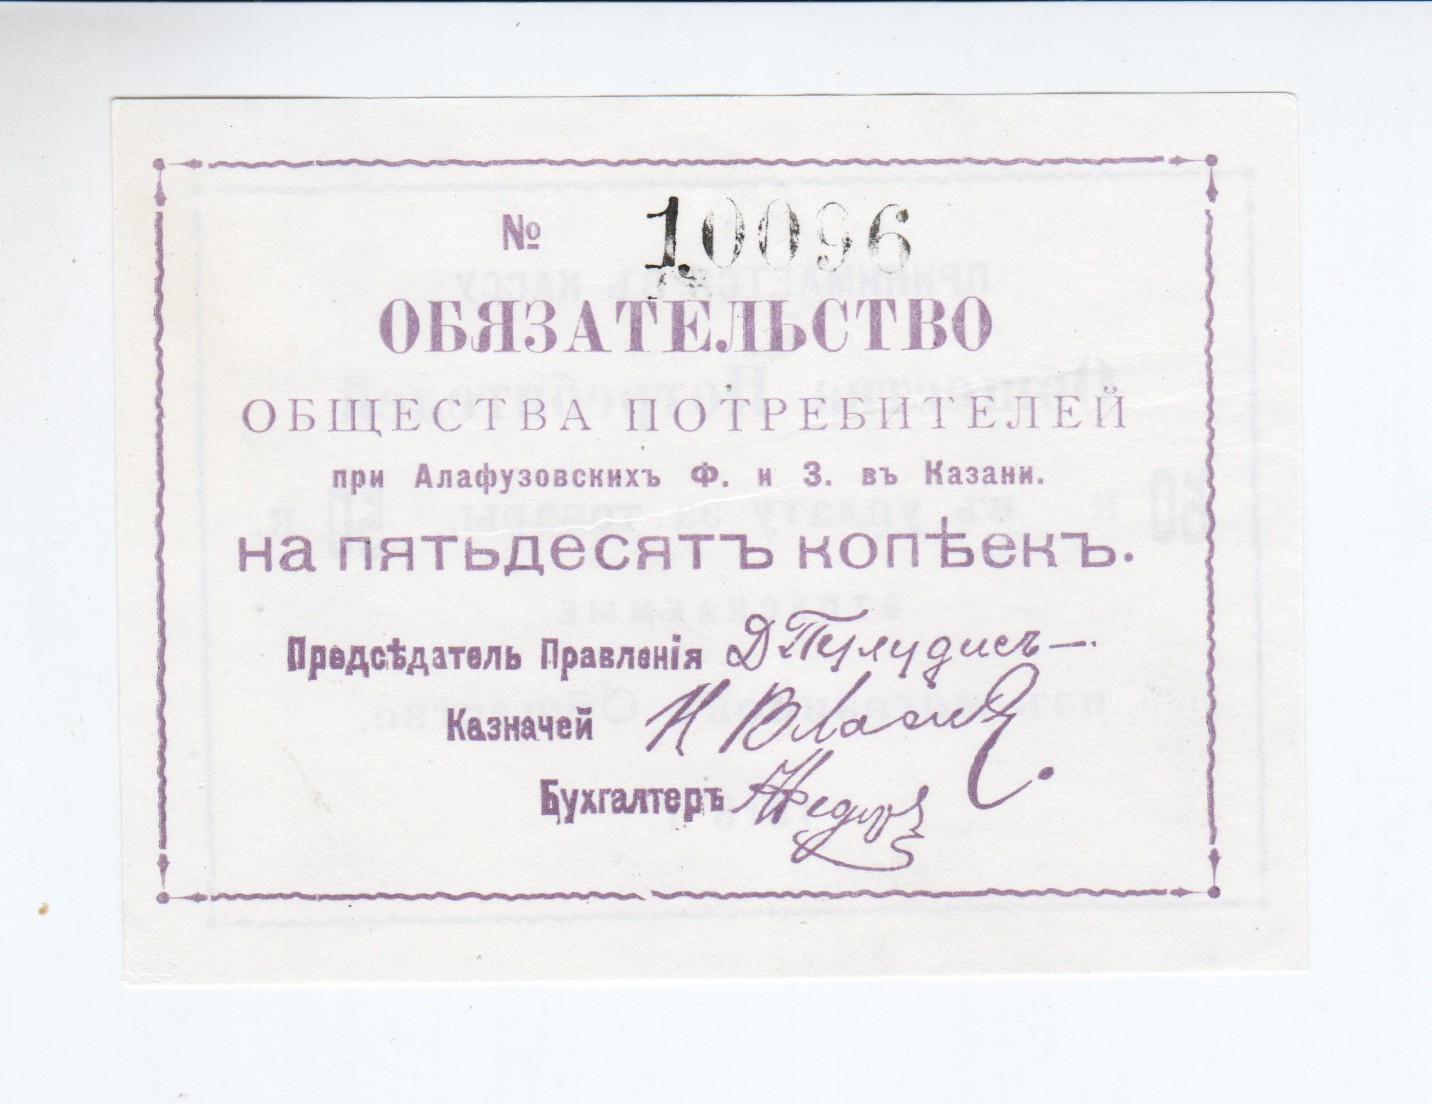 № 10096
ОБЯЗАТЕЛЬСТВО
ОБЩЕСТВА ПОТРЕБИТЕЛЕЙ
при Алафузовскихъ Ф. и З. въ Казани.
на пятьдесятъ копѣекъ.
Предсѣдатель Правленія
Казначей
Бухгалтеръ